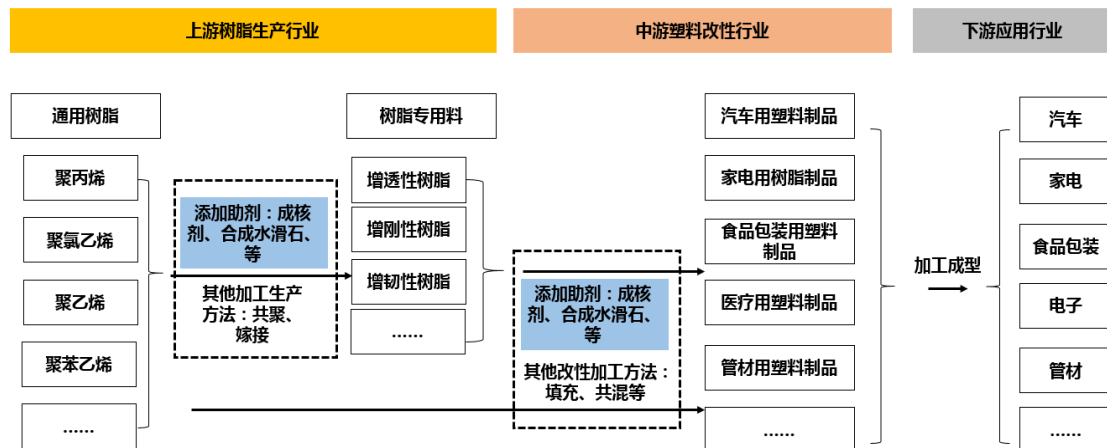 上游树脂生产行业
中游塑料改性行业
下游应用行业
通用树脂
聚丙烯
聚氯乙烯
聚乙烯
聚苯乙烯
......
添加助剂：成核
剂、合成水滑石、
等
其他加工生产
方法：共聚、
嫁接
树脂专用料
增透性树脂
增刚性树脂
增韧性树脂
......
添加助剂：成核
剂、合成水滑石、
等
其他改性加工方法：
填充、共混等
汽车用塑料制品
家电用树脂制品
食品包装用塑料
制品
医疗用塑料制品
管材用塑料制品
......
加工成型
汽车
家电
食品包装
电子
管材
......